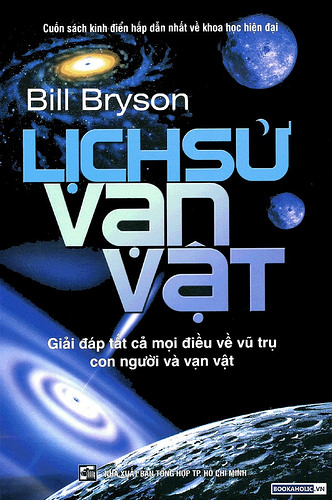 Cuốn sách kinh điển hấp dẫn nhất về khoa học hiện đại
Bill Bryson
LỊCH SỬ
VẠN
VẬT
Giải đáp tất cả mọi điều về vũ trụ
con người và vạn vật
NHÀ XUẤT BẢN TỔNG HỢP TP. HỒ CHÍ MINH
BOOKAHOLIC.VN